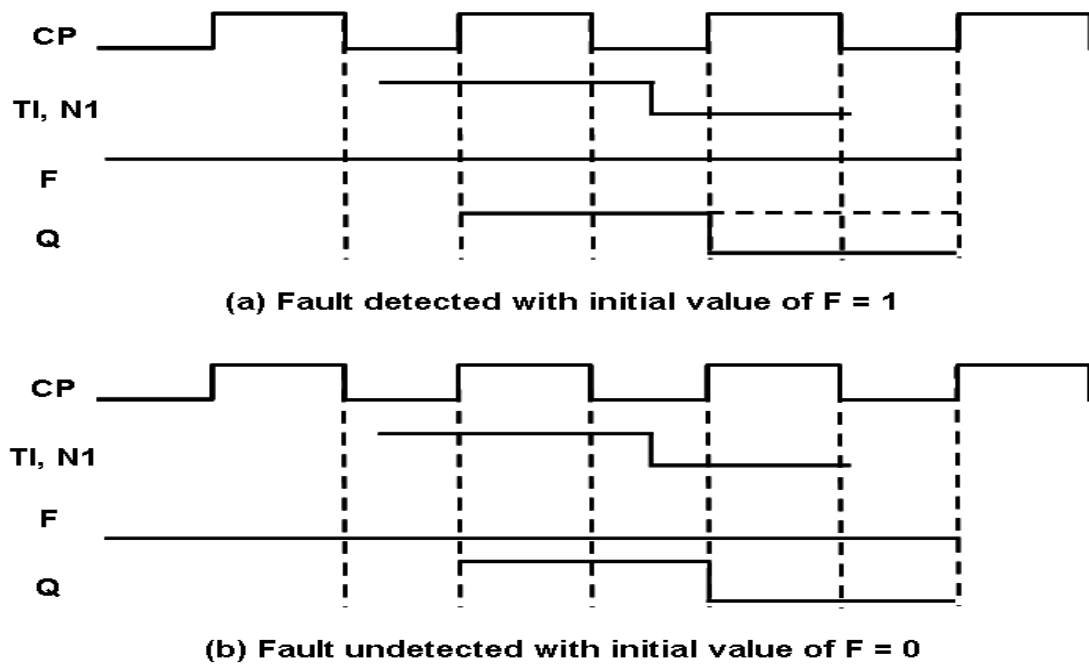 CP
TI, N1
F
Q
(a) Fault detected with initial value of F = 1
CP
TI, N1
F
Q
(b) Fault undetected with initial value of F = 0